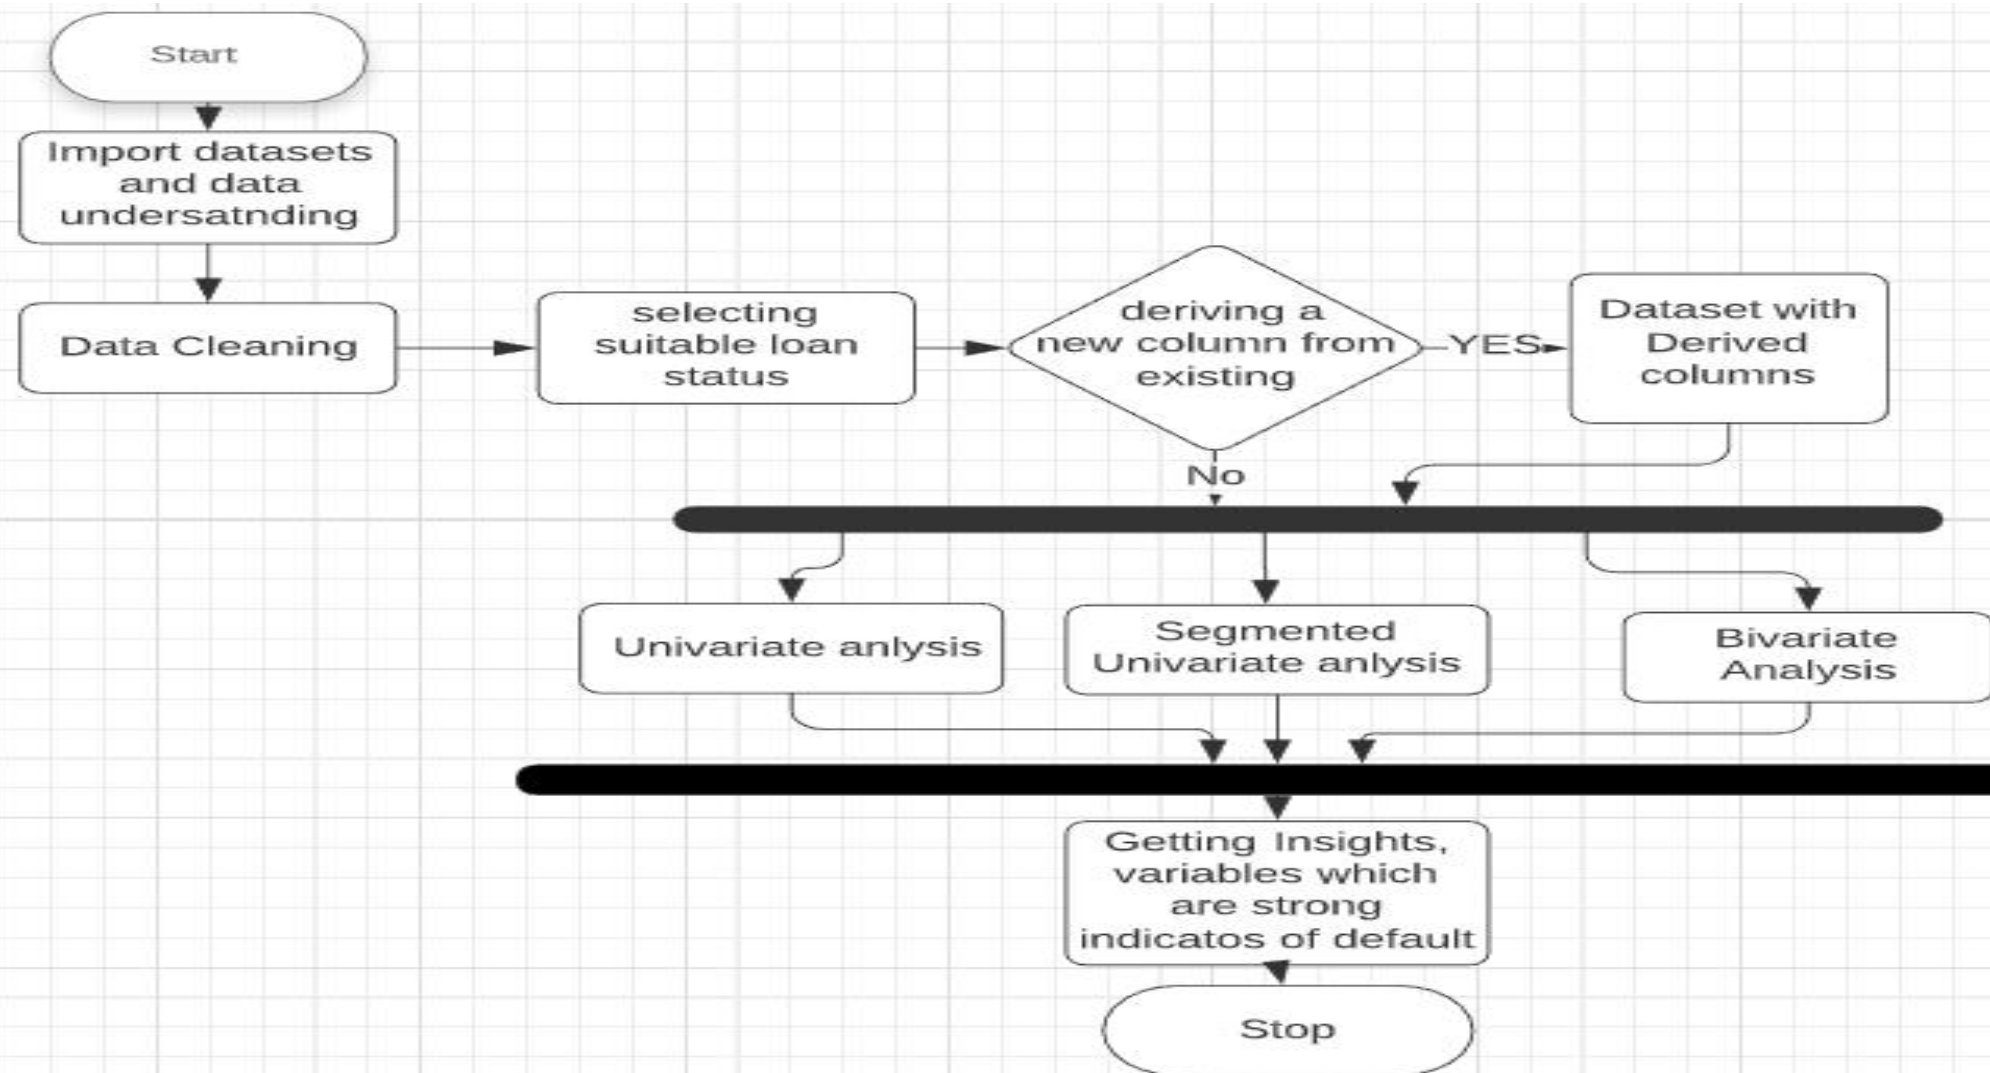 Start
Import datasets
and data
undersatnding
Data Cleaning
selecting
suitable loan
status
deriving a
new column from
existing
YES
Dataset with
Derived
columns
No
Univariate anlysis
Segmented
Univariate anlysis
Bivariate
Analysis
Getting Insights,
variables which
are strong
indicatos of default
Stop